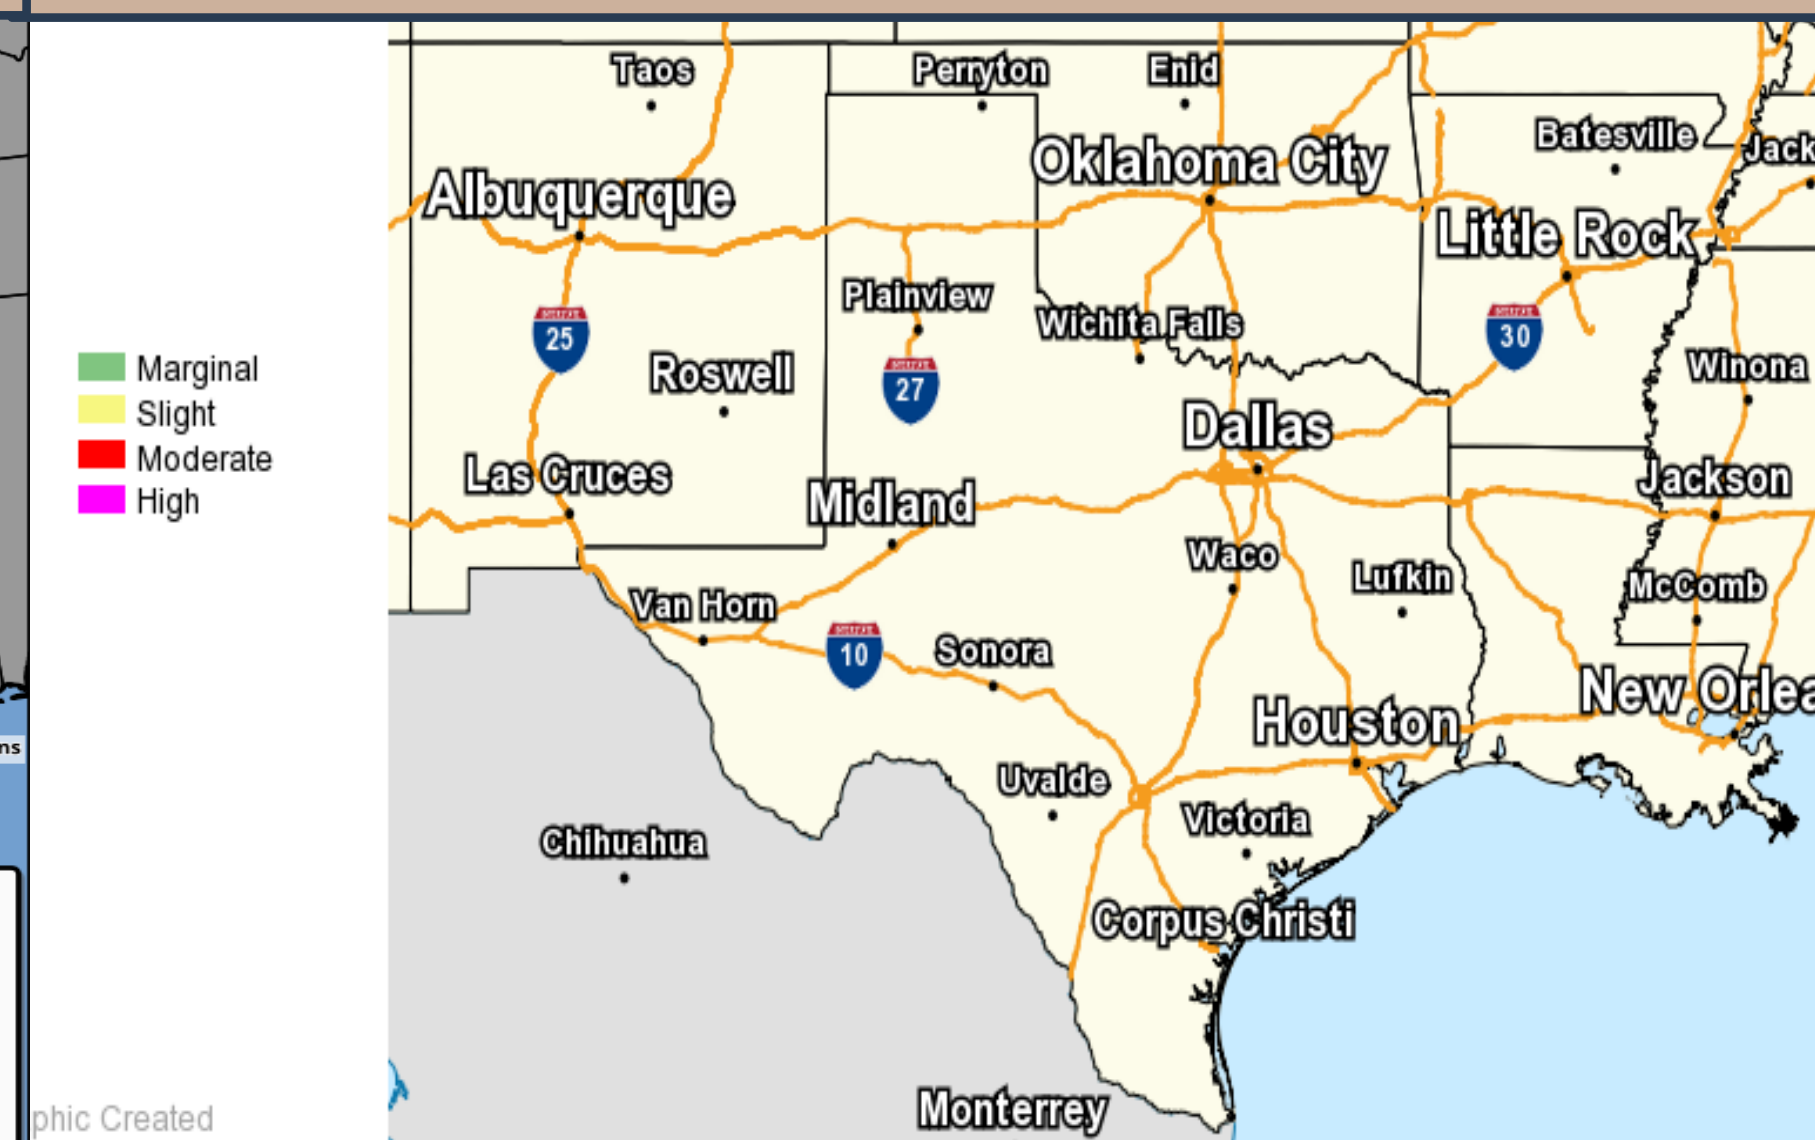 Taos
Perryton
Enid
Batesville
Jack
Oklahoma City
Albuquerque
Little Rock
Plainview
Wichita Falls
25
30
Marginal
Roswell
27
Winona
Slight
Dallas
Moderate
Las Cruces
Jackson
High
Midland
Waco
Lufkin
McComb
Van Horn
10
Sonora
New Orlea
Houston
ns
Uvalde
Victoria
Chihuahua
Corpus Christi
Monterrey
phic Created